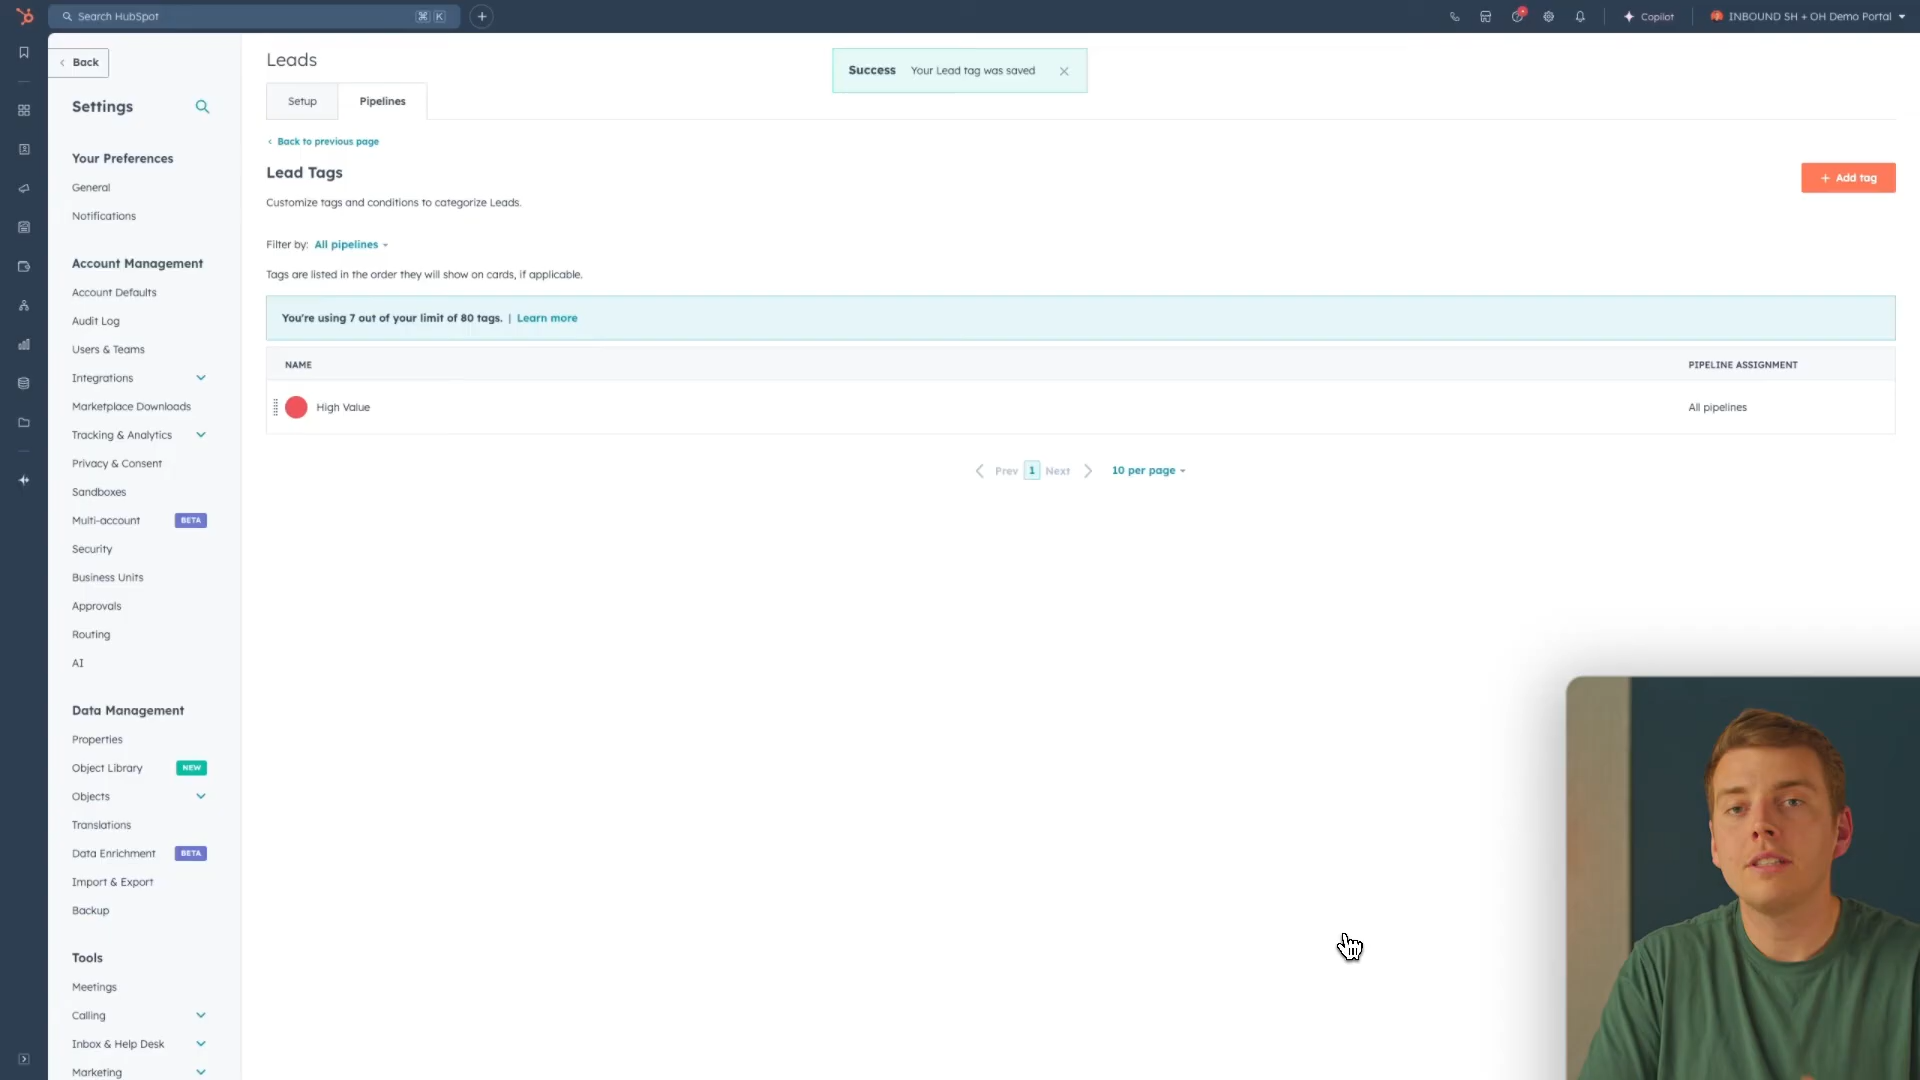 Search HubSpot
⌘ K
Copilot
INBOUND SH + OH Demo Portal
Back
Settings
Your Preferences
General
Notifications
Account Management
Account Defaults
Audit Log
Users & Teams
Integrations
Marketplace Downloads
Tracking & Analytics
Privacy & Consent
Sandboxes
Multi-account BETA
Security
Business Units
Approvals
Routing
AI
Data Management
Properties
Object Library NEW
Objects
Translations
Data Enrichment BETA
Import & Export
Backup
Tools
Meetings
Calling
Inbox & Help Desk
Marketing
Leads
Success Your Lead tag was saved
Setup Pipelines
Back to previous page
Lead Tags
+ Add tag
Customize tags and conditions to categorize Leads.
Filter by: All pipelines
Tags are listed in the order they will show on cards, if applicable.
You're using 7 out of your limit of 80 tags. | Learn more
NAME PIPELINE ASSIGNMENT
High Value All pipelines
Prev 1 Next 10 per page